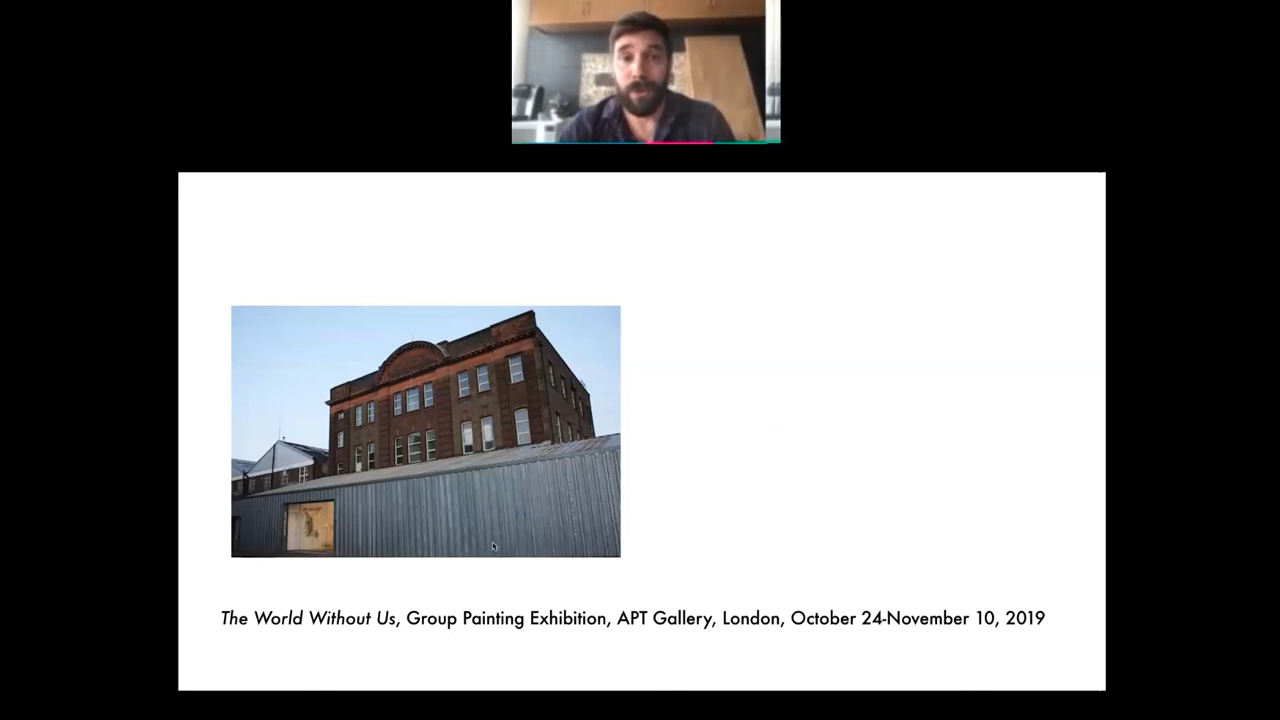 The World Without Us, Group Painting Exhibition, APT Gallery, London, October 24-November 10, 2019